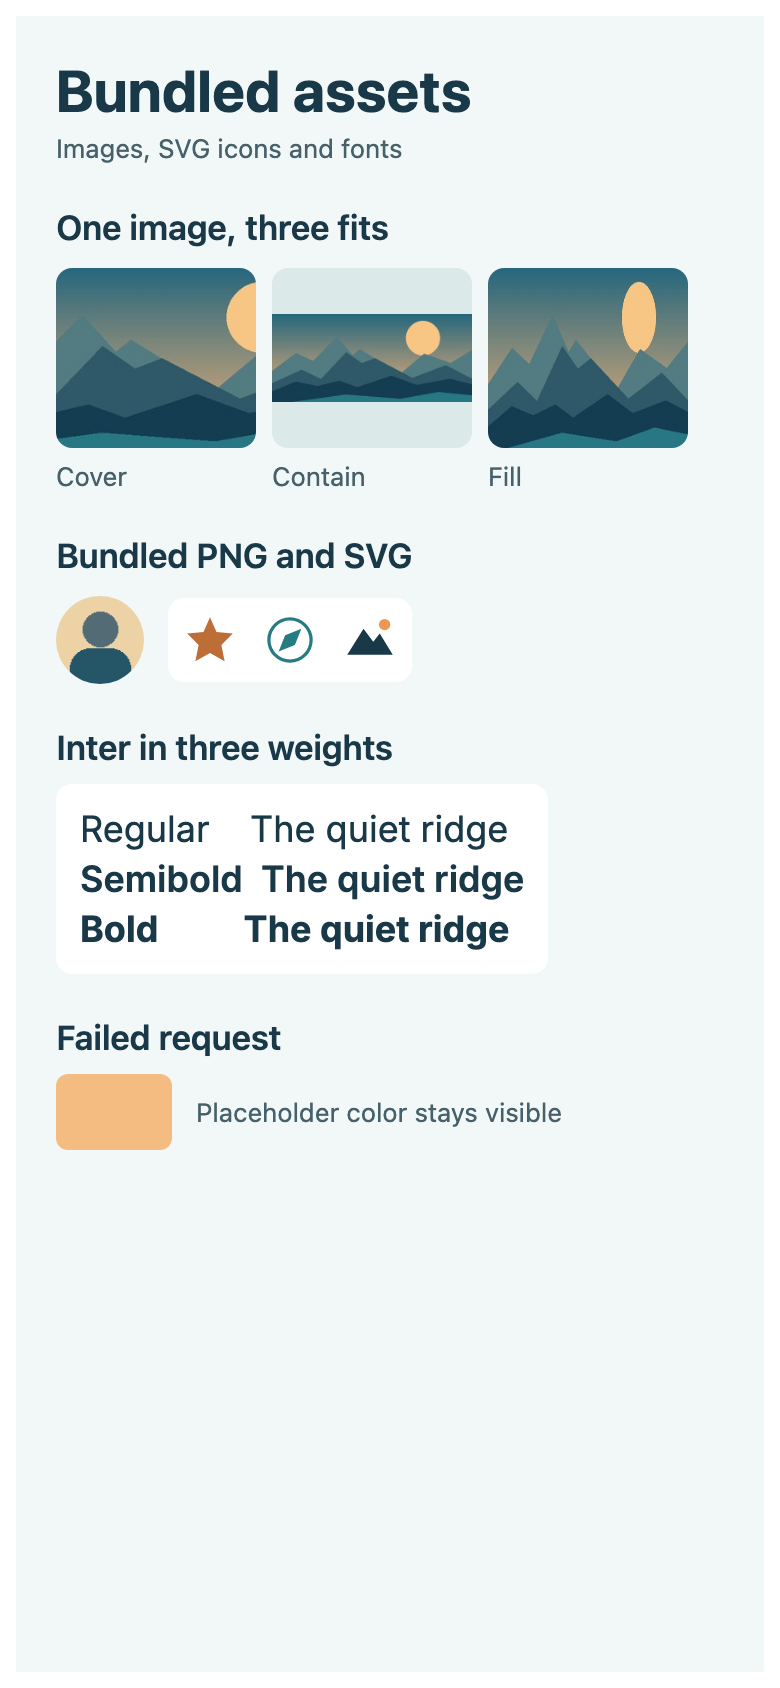 Bundled assets
Images, SVG icons and fonts
One image, three fits
Cover Contain Fill
Bundled PNG and SVG
Inter in three weights
Regular The quiet ridge
Semibold The quiet ridge
Bold The quiet ridge
Failed request
Placeholder color stays visible